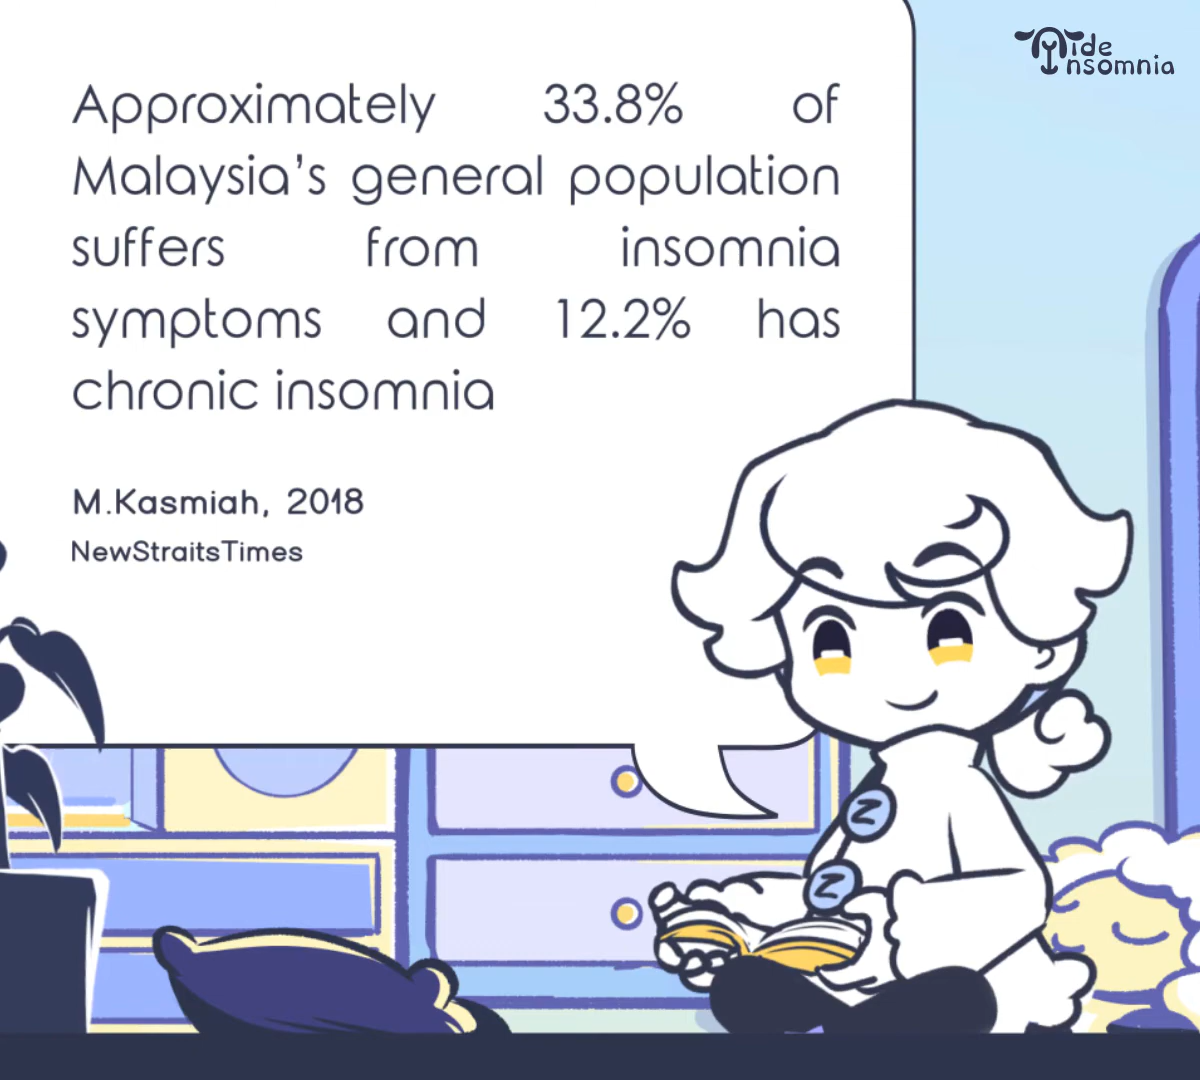 Aide
Insomnia
Approximately 33.8% of
Malaysia's general population
suffers from insomnia
symptoms and 12.2% has
chronic insomnia
M.Kasmiah, 2018
NewStraitsTimes
Z
Z